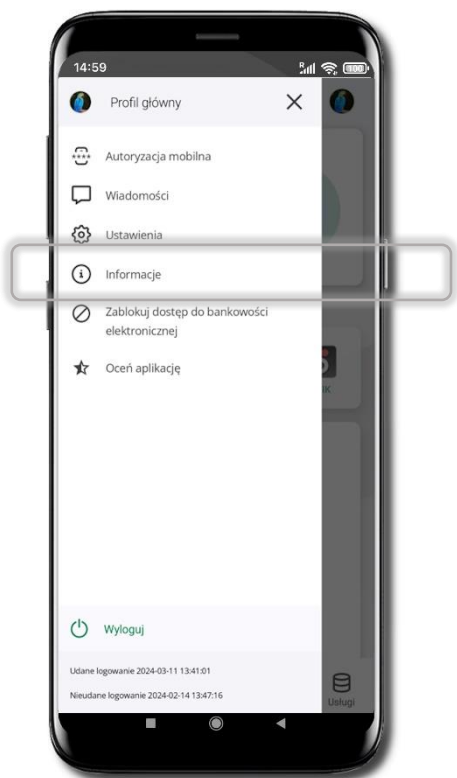 14:59
R
100
Profil główny
Autoryzacja mobilna
Wiadomości
Ustawienia
Informacje
Zablokuj dostęp do bankowości
elektronicznej
Oceń aplikację
Wyloguj
Udane logowanie 2024-03-11 13:41:01
Nieudane logowanie 2024-02-14 13:47:16
Usługi